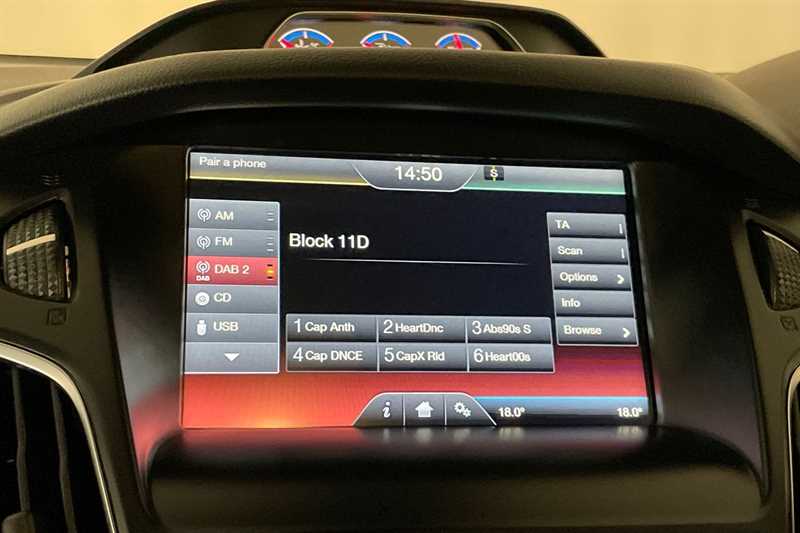 Pair a phone
14:50
S
AM
FM
DAB
DAB 2
CD
USB
Block 11D
1 Cap Anth
2 HeartDnc
3 Abs90s S
4 Cap DNCE
5 CapX Rld
6 Heart00s
TA
Scan
Options
Info
Browse
i
18.0°
18.0°